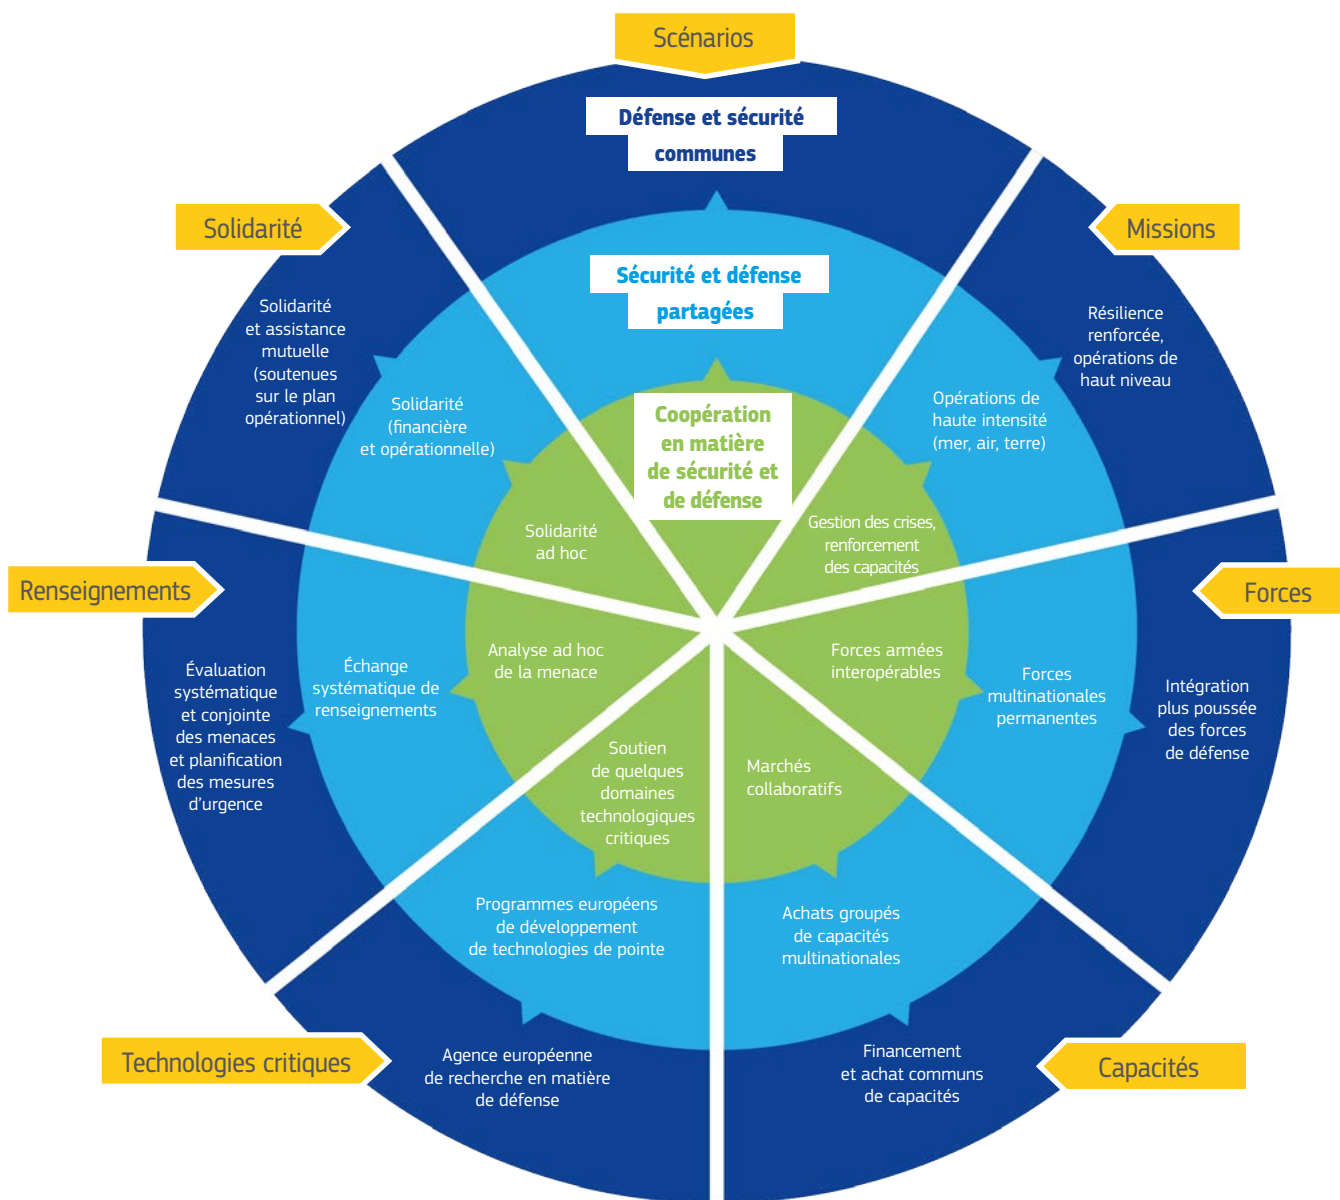 Scénarios
Défense et sécurité
communes
Sécurité et défense
partagées
Coopération
en matière
de sécurité et
de défense
Missions
Résilience
renforcée,
opérations de
haut niveau
Opérations de
haute intensité
(mer, air, terre)
Gestion des crises,
renforcement
des capacités
Forces
Intégration
plus poussée
des forces
de défense
Forces
multinationales
permanentes
Forces armées
interopérables
Capacités
Financement
et achat communs
de capacités
Achats groupés
de capacités
multinationales
Marchés
collaboratifs
Technologies critiques
Agence européenne
de recherche en matière
de défense
Programmes européens
de développement
de technologies de pointe
Soutien
de quelques
domaines
technologiques
critiques
Renseignements
Évaluation
systématique
et conjointe
des menaces
et planification
des mesures
d'urgence
Échange
systématique de
renseignements
Analyse ad hoc
de la menace
Solidarité
Solidarité
et assistance
mutuelle
(soutenues
sur le plan
opérationnel)
Solidarité
(financière
et opérationnelle)
Solidarité
ad hoc